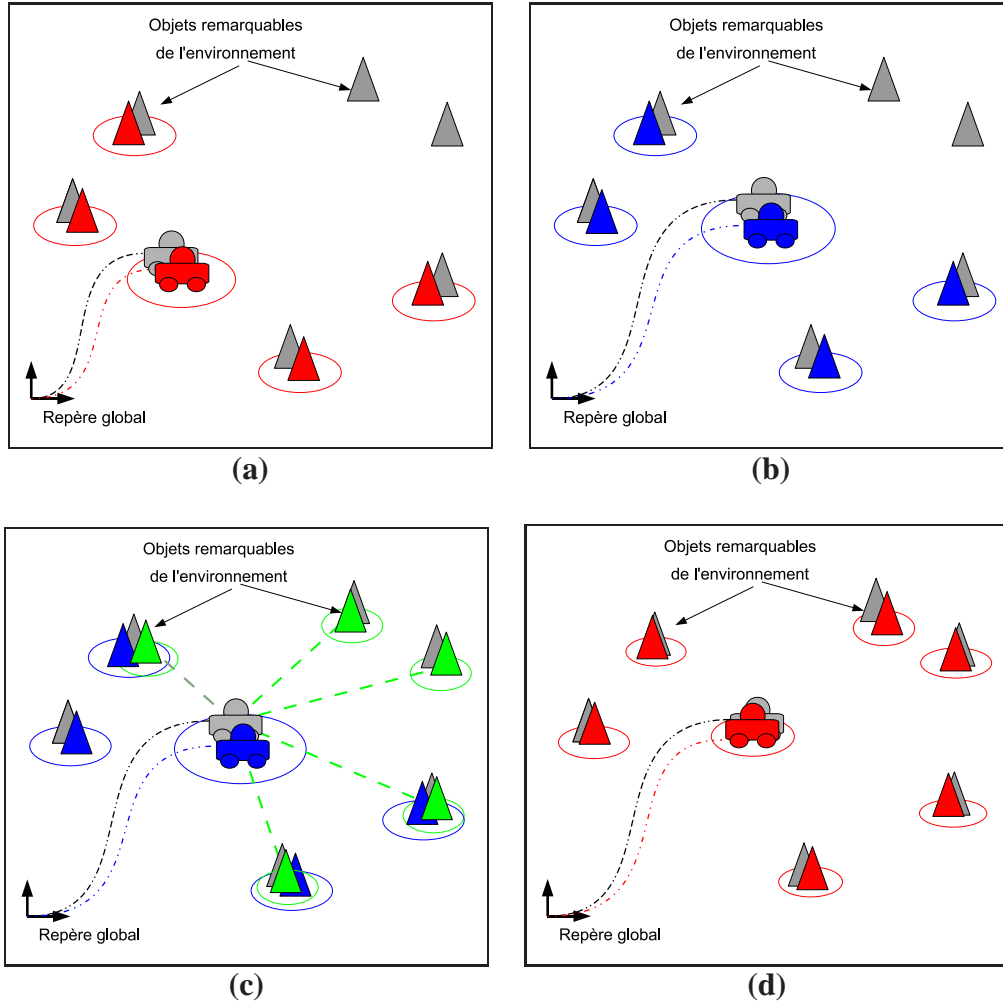 Objets remarquables
de l'environnement
Repère global
(a)
Objets remarquables
de l'environnement
Repère global
(b)
Objets remarquables
de l'environnement
Repère global
(c)
Objets remarquables
de l'environnement
Repère global
(d)